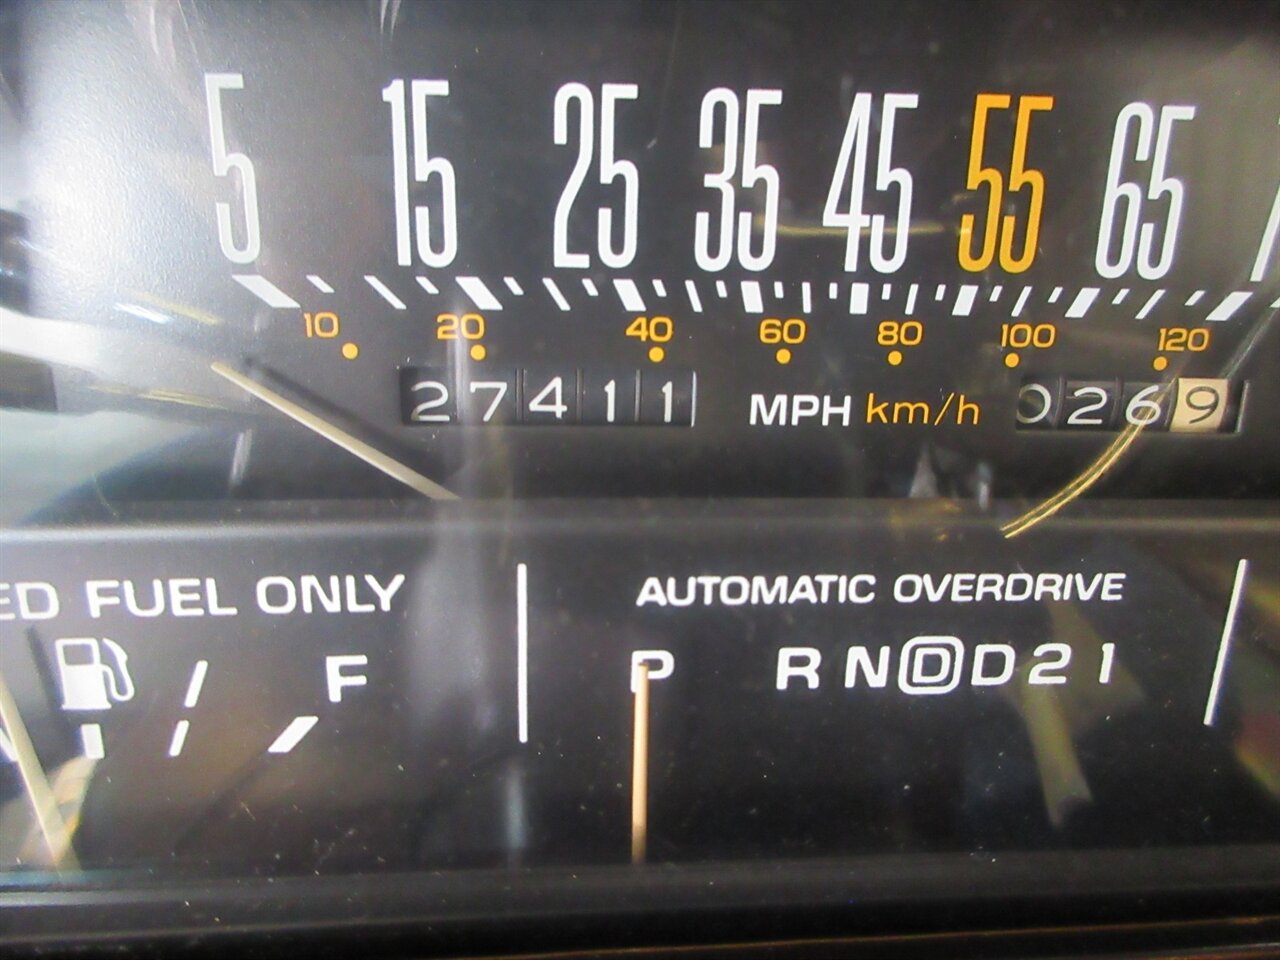 5 15 25 35 45 55 65
10 20 40 60 80 100 120
27411 MPH km/h 0269
ED FUEL ONLY AUTOMATIC OVERDRIVE
F P R N D D 2 1